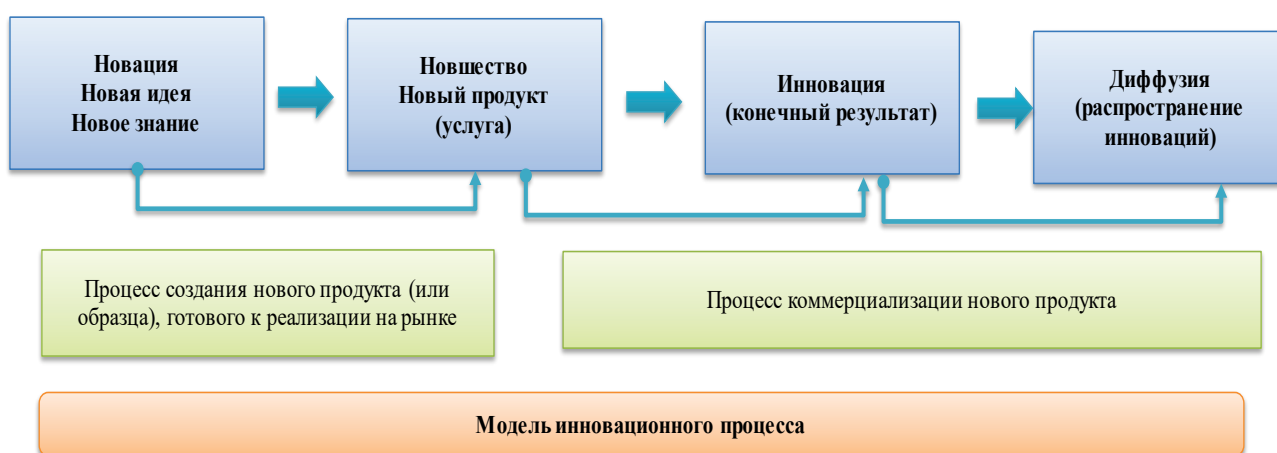 Новация
Новая идея
Новое знание
Новшество
Новый продукт
(услуга)
Инновация
(конечный результат)
Диффузия
(распространение
инноваций)
Процесс создания нового продукта (или
образца), готового к реализации на рынке
Процесс коммерциализации нового продукта
Модель инновационного процесса